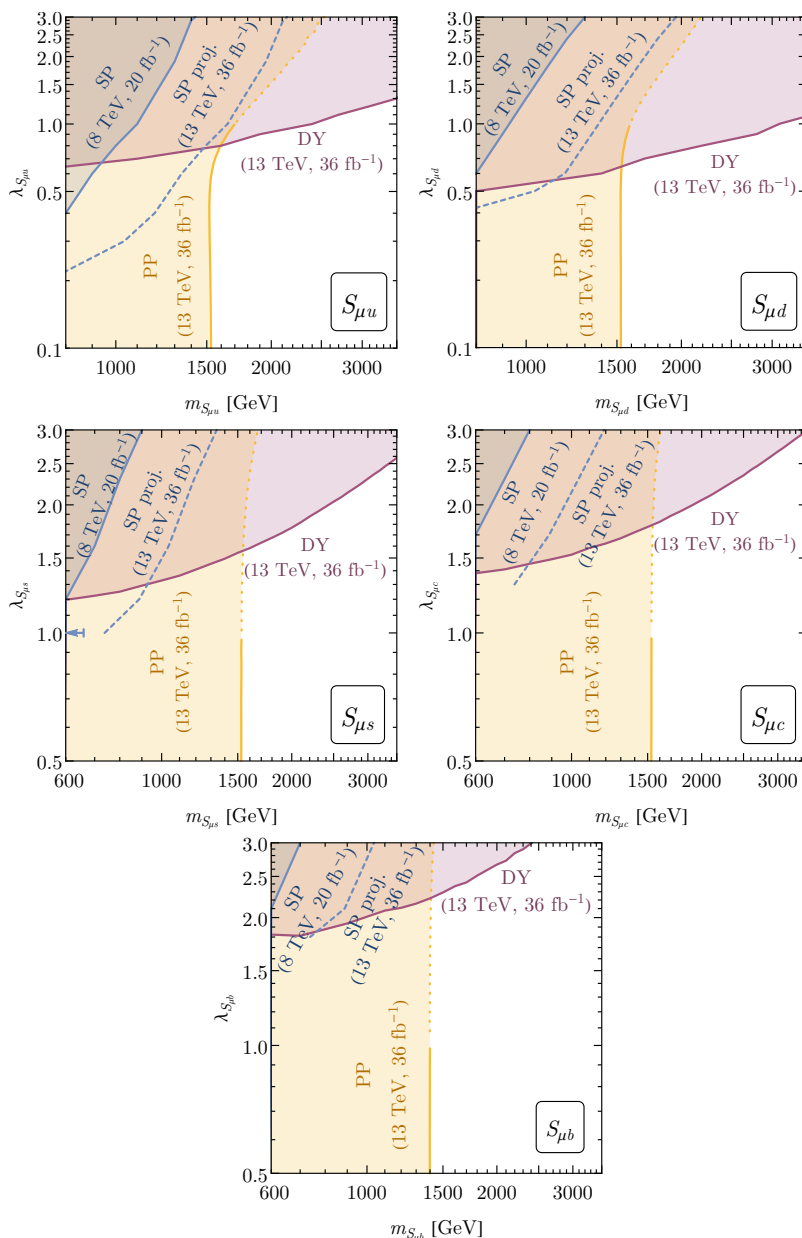 3.0
2.5
2.0
1.5
1.0
0.5
0.1
λ_{S_{μu}}
SP
(8 TeV, 20 fb⁻¹)
SP proj.
(13 TeV, 36 fb⁻¹)
DY
(13 TeV, 36 fb⁻¹)
PP
(13 TeV, 36 fb⁻¹)
S_{μu}
1000 1500 2000 3000
m_{S_{μu}} [GeV]
3.0
2.5
2.0
1.5
1.0
0.5
0.1
λ_{S_{μd}}
SP
(8 TeV, 20 fb⁻¹)
SP proj.
(13 TeV, 36 fb⁻¹)
DY
(13 TeV, 36 fb⁻¹)
PP
(13 TeV, 36 fb⁻¹)
S_{μd}
1000 1500 2000 3000
m_{S_{μd}} [GeV]
3.0
2.5
2.0
1.5
1.0
0.5
λ_{S_{μs}}
SP
(8 TeV, 20 fb⁻¹)
SP proj.
(13 TeV, 36 fb⁻¹)
DY
(13 TeV, 36 fb⁻¹)
PP
(13 TeV, 36 fb⁻¹)
S_{μs}
600 1000 1500 2000 3000
m_{S_{μs}} [GeV]
3.0
2.5
2.0
1.5
1.0
0.5
λ_{S_{μc}}
SP
(8 TeV, 20 fb⁻¹)
SP proj.
(13 TeV, 36 fb⁻¹)
DY
(13 TeV, 36 fb⁻¹)
PP
(13 TeV, 36 fb⁻¹)
S_{μc}
600 1000 1500 2000 3000
m_{S_{μc}} [GeV]
3.0
2.5
2.0
1.5
1.0
0.5
λ_{S_{μb}}
SP
(8 TeV, 20 fb⁻¹)
SP proj.
(13 TeV, 36 fb⁻¹)
DY
(13 TeV, 36 fb⁻¹)
PP
(13 TeV, 36 fb⁻¹)
S_{μb}
600 1000 1500 2000 3000
m_{S_{μb}} [GeV]